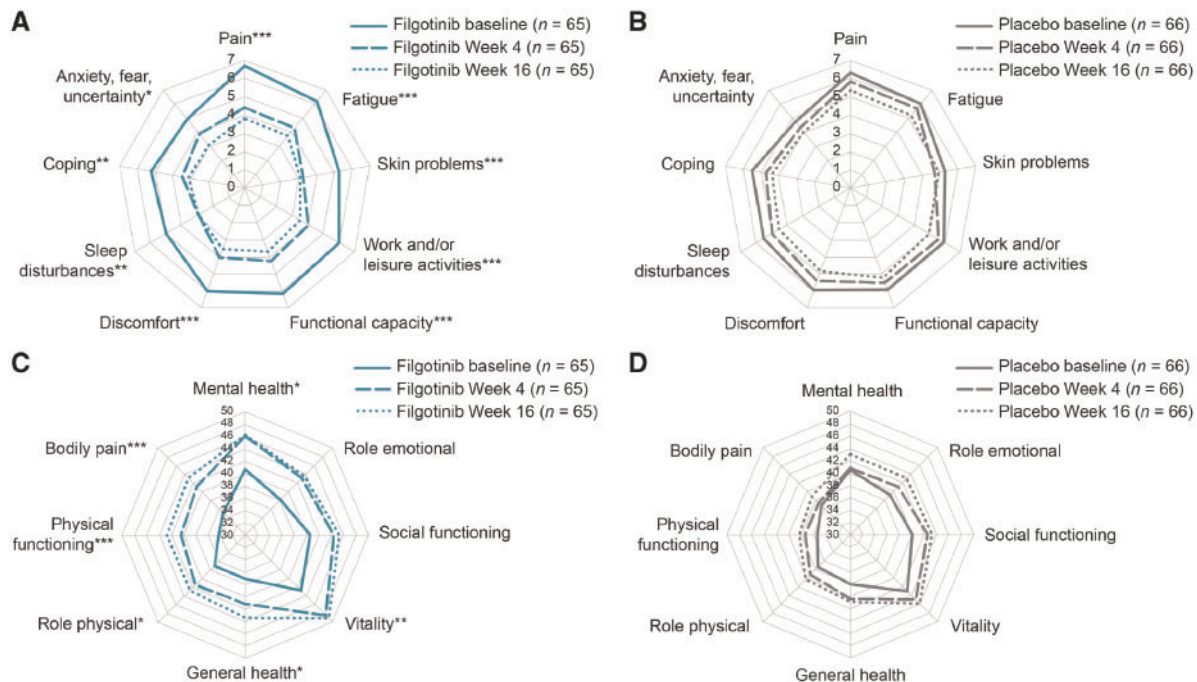 A
Filgotinib baseline (n = 65)
Filgotinib Week 4 (n = 65)
Filgotinib Week 16 (n = 65)
Pain***
Fatigue***
Skin problems***
Work and/or
leisure activities***
Functional capacity***
Discomfort***
Sleep
disturbances**
Coping**
Anxiety, fear,
uncertainty*
7
6
5
4
3
2
1
0
B
Placebo baseline (n = 66)
Placebo Week 4 (n = 66)
Placebo Week 16 (n = 66)
Pain
Fatigue
Skin problems
Work and/or
leisure activities
Functional capacity
Discomfort
Sleep
disturbances
Coping
Anxiety, fear,
uncertainty
7
6
5
4
3
2
1
0
C
Filgotinib baseline (n = 65)
Filgotinib Week 4 (n = 65)
Filgotinib Week 16 (n = 65)
Mental health*
Role emotional
Social functioning
Vitality**
General health*
Role physical*
Physical
functioning***
Bodily pain***
50
48
46
44
42
40
38
36
34
32
30
D
Placebo baseline (n = 66)
Placebo Week 4 (n = 66)
Placebo Week 16 (n = 66)
Mental health
Role emotional
Social functioning
Vitality
General health
Role physical
Physical
functioning
Bodily pain
50
48
46
44
42
40
38
36
34
32
30